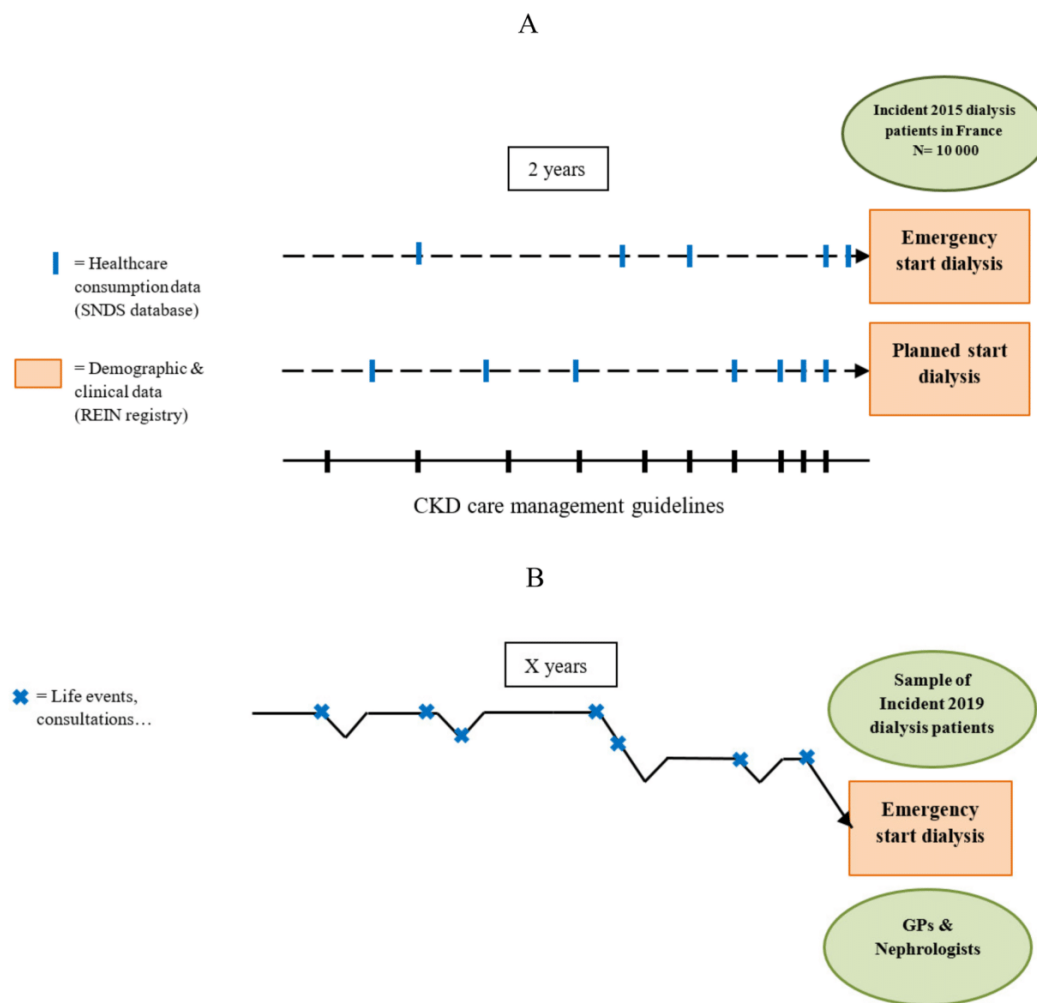 A
Incident 2015 dialysis
patients in France
N= 10 000
2 years
= Healthcare
consumption data
(SNDS database)
Emergency
start dialysis
= Demographic &
clinical data
(REIN registry)
Planned start
dialysis
CKD care management guidelines
B
X years
= Life events,
consultations…
Sample of
Incident 2019
dialysis patients
Emergency
start dialysis
GPs &
Nephrologists